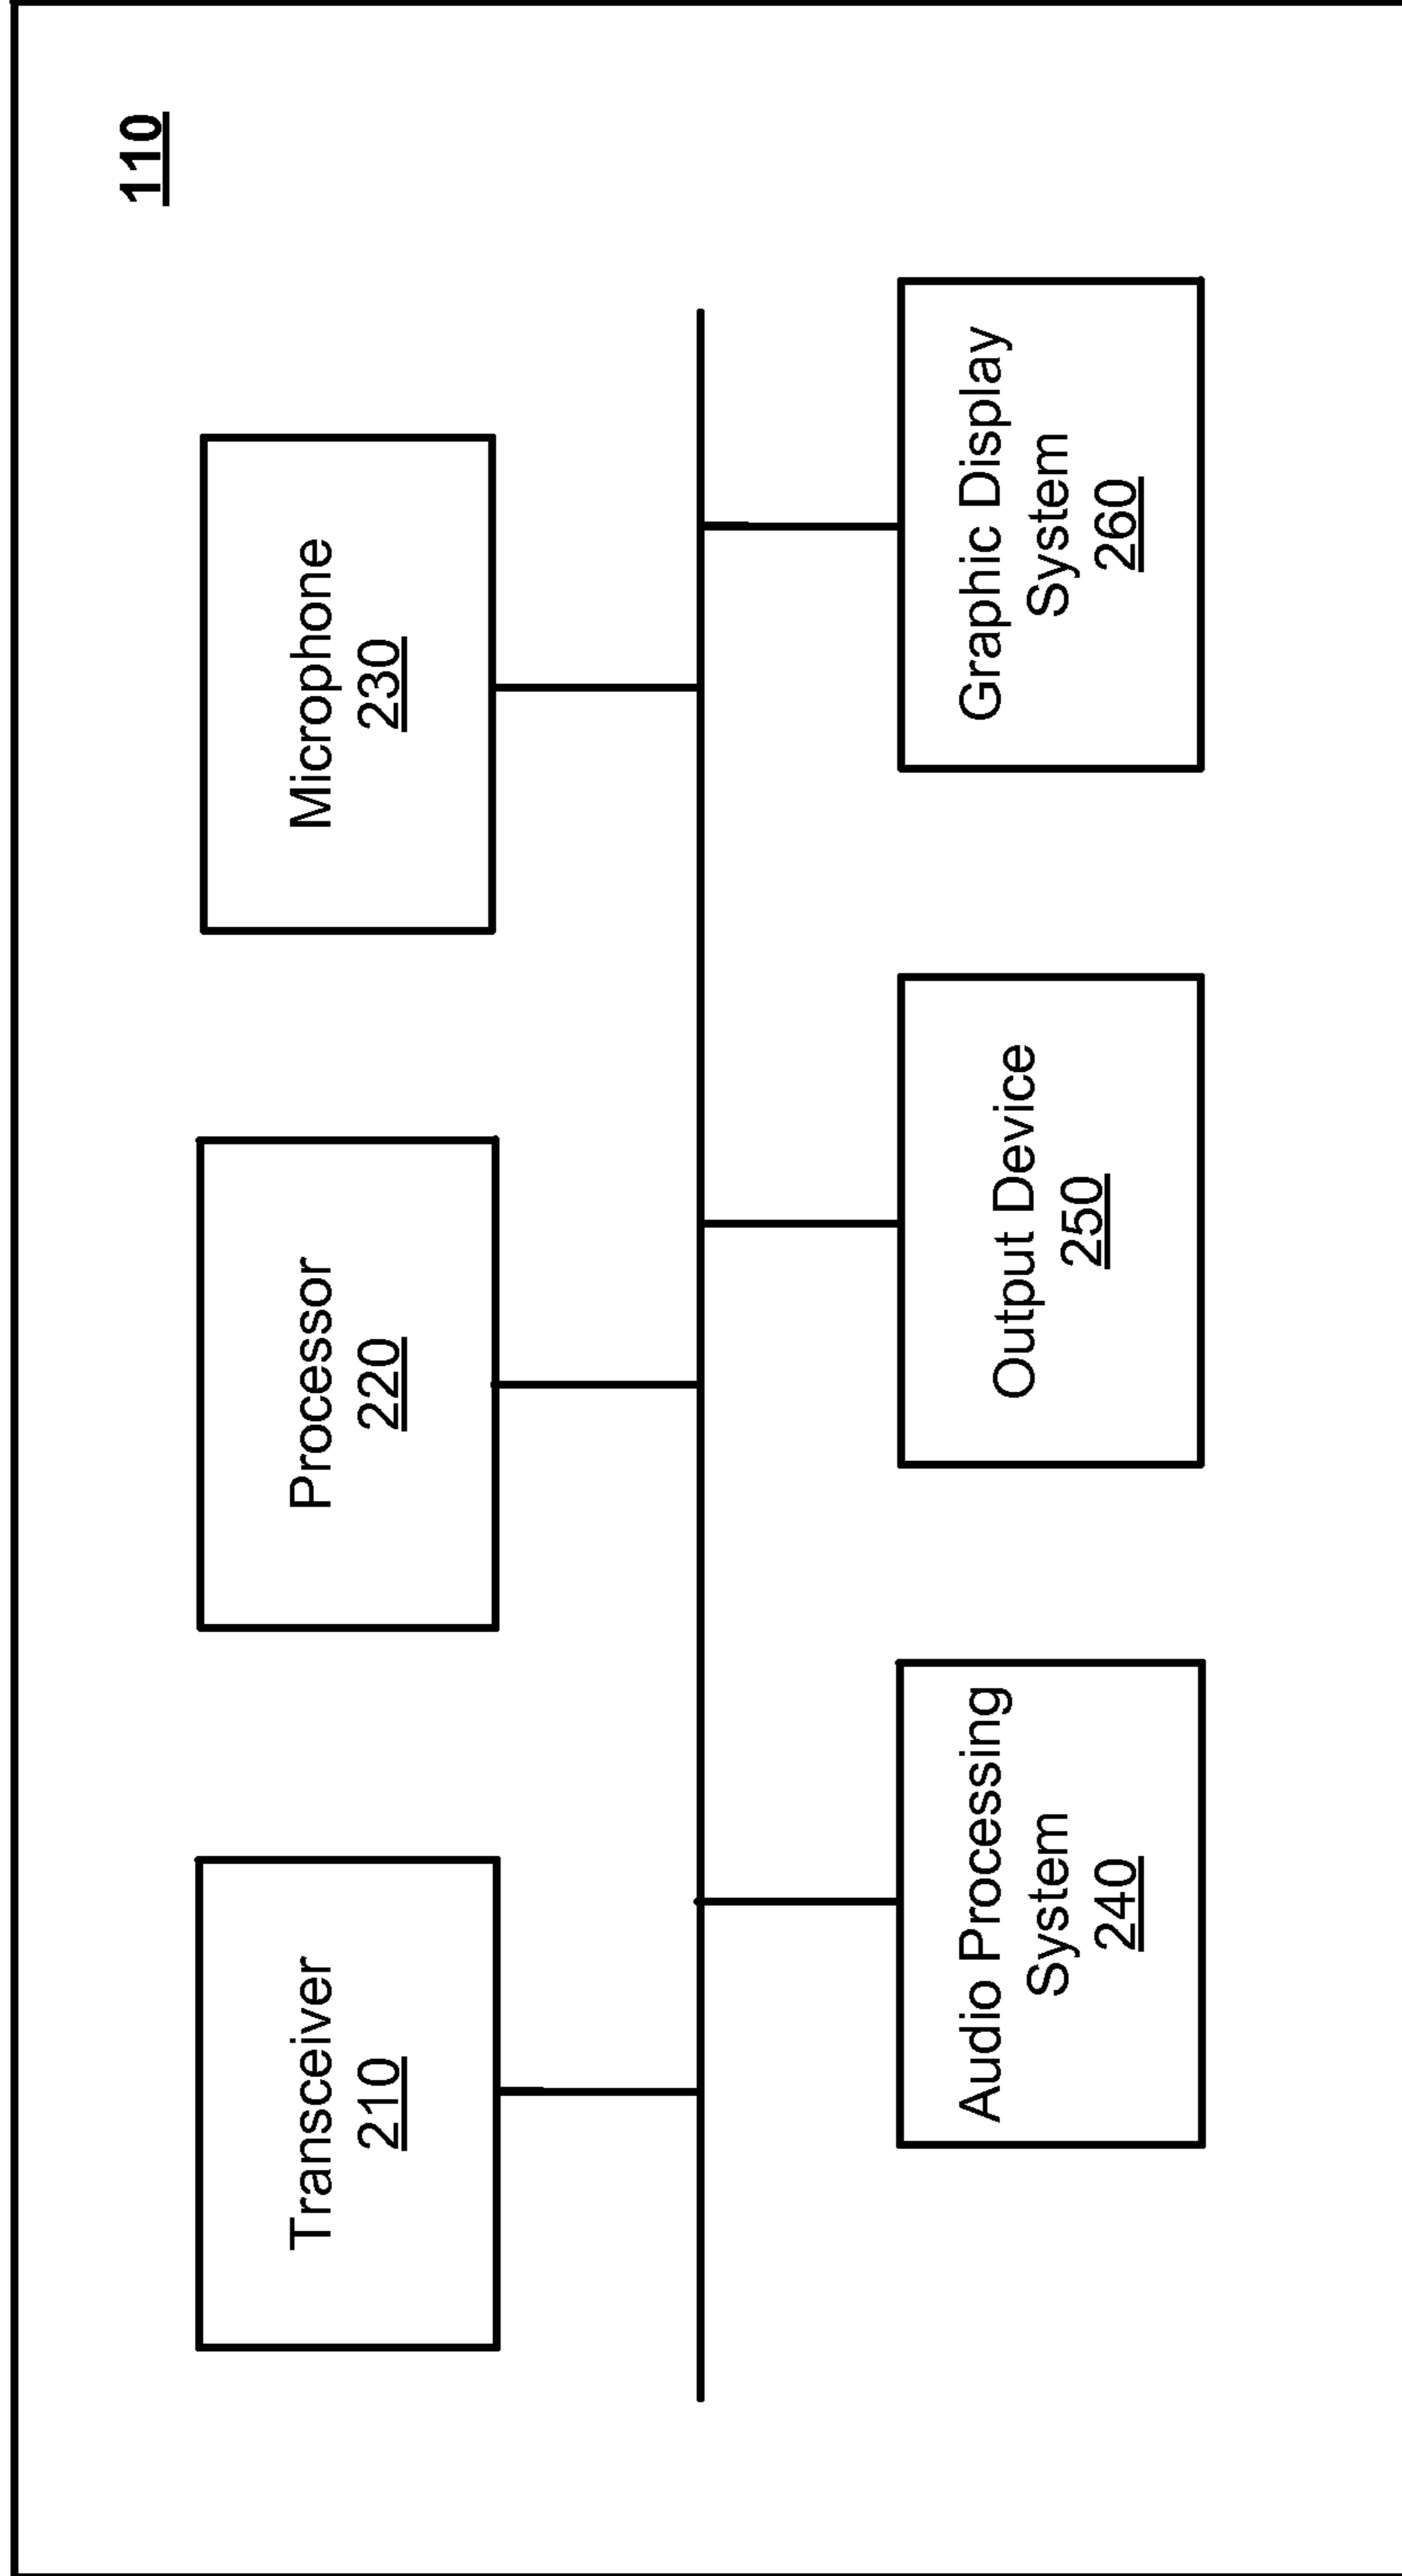 110
Transceiver
210
Processor
220
Microphone
230
Audio Processing
System
240
Output Device
250
Graphic Display
System
260